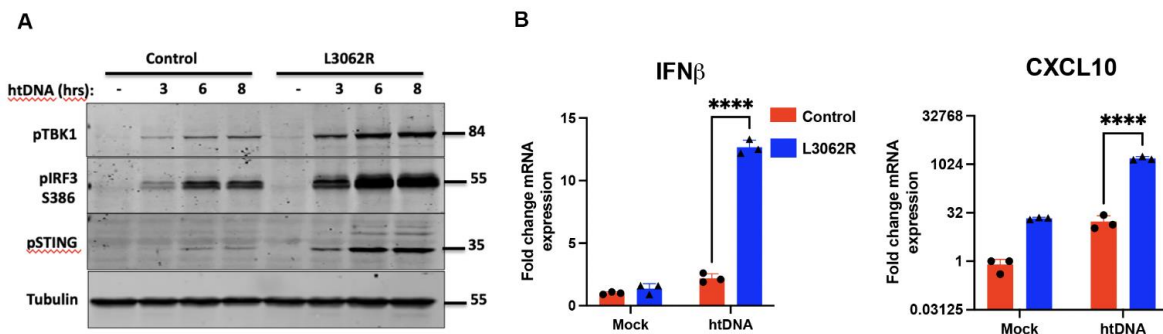 A
Control L3062R
htDNA (hrs): - 3 6 8 - 3 6 8
pTBK1 84
pIRF3 55
S386
pSTING 35
Tubulin 55
B
IFNβ
Fold change mRNA
expression
15
10
5
0
****
Mock htDNA
Control
L3062R
CXCL10
Fold change mRNA
expression
32768
1024
32
1
0.03125
****
Mock htDNA